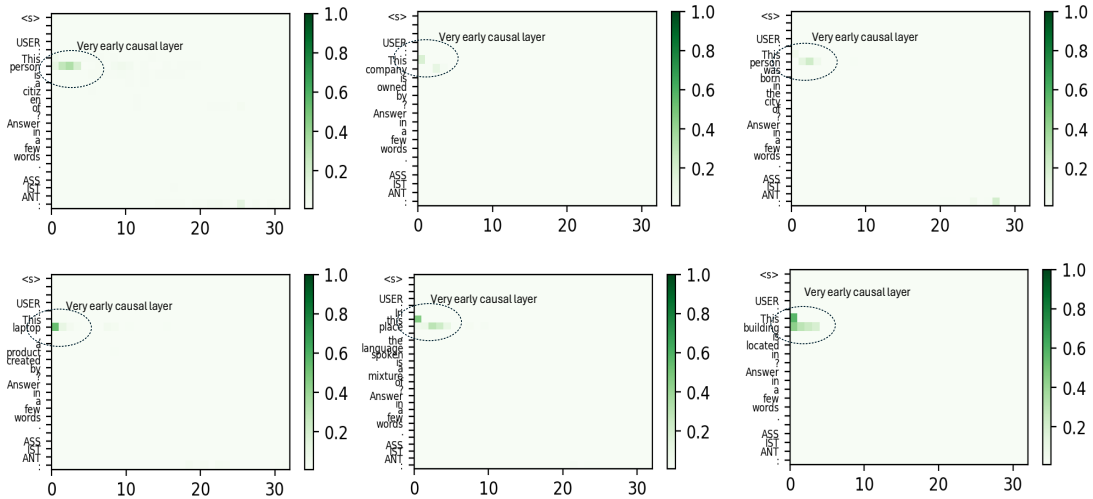 Very early causal layer
<s>
USER
:
This
person
is
a
citiz
en
of
?
Answer
in
a
few
words
.
ASS
IST
ANT
:
0 10 20 30
1.0
0.8
0.6
0.4
0.2
Very early causal layer
<s>
USER
:
This
company
is
owned
by
?
Answer
in
a
few
words
.
ASS
IST
ANT
:
0 10 20 30
1.0
0.8
0.6
0.4
0.2
Very early causal layer
<s>
USER
:
This
person
was
born
in
the
city
of
?
Answer
in
a
few
words
.
ASS
IST
ANT
:
0 10 20 30
1.0
0.8
0.6
0.4
0.2
Very early causal layer
<s>
USER
This
laptop
a
product
created
by
?
Answer
in
a
few
words
.
ASS
IST
ANT
:
0 10 20 30
1.0
0.8
0.6
0.4
0.2
Very early causal layer
<s>
USER
In
this
place
the
language
spoken
is
a
mixture
of
?
Answer
in
a
few
words
.
ASS
IST
ANT
:
0 10 20 30
1.0
0.8
0.6
0.4
0.2
Very early causal layer
<s>
USER
This
building
is
located
in
?
Answer
in
a
few
words
.
ASS
IST
ANT
:
0 10 20 30
1.0
0.8
0.6
0.4
0.2